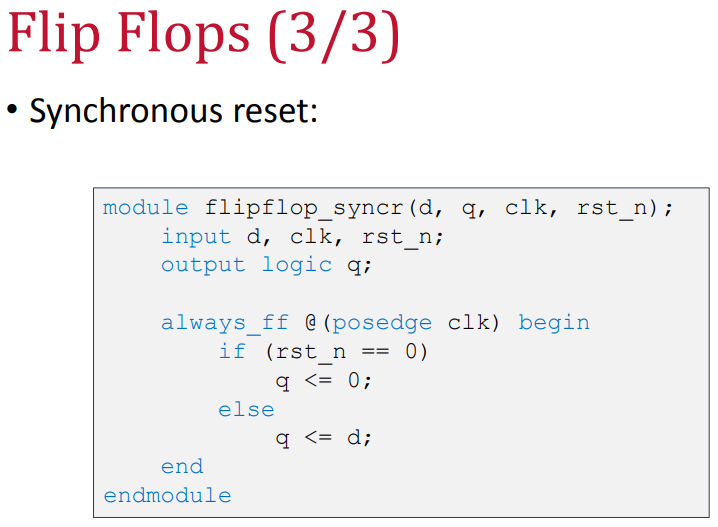 Flip Flops (3/3)
• Synchronous reset:
module flipflop_syncr(d, q, clk, rst_n);
    input d, clk, rst_n;
    output logic q;

    always_ff @(posedge clk) begin
        if (rst_n == 0)
            q <= 0;
        else
            q <= d;
    end
endmodule